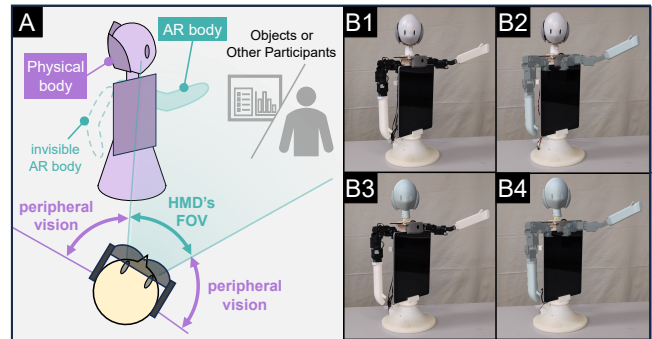 A
AR body
Objects or
Other Participants
Physical
body
invisible
AR body
HMD's
FOV
peripheral
vision
peripheral
vision
B1
B2
B3
B4